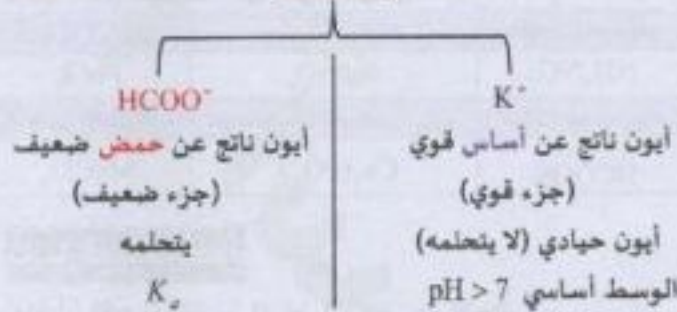 K⁺
أيون ناتج عن أساس قوي
(جزء قوي)
أيون حيادي (لا يتحلمه)
الوسط أساسي pH > 7
HCOO⁻
أيون ناتج عن حمض ضعيف
(جزء ضعيف)
يتحلمه
Kₐ